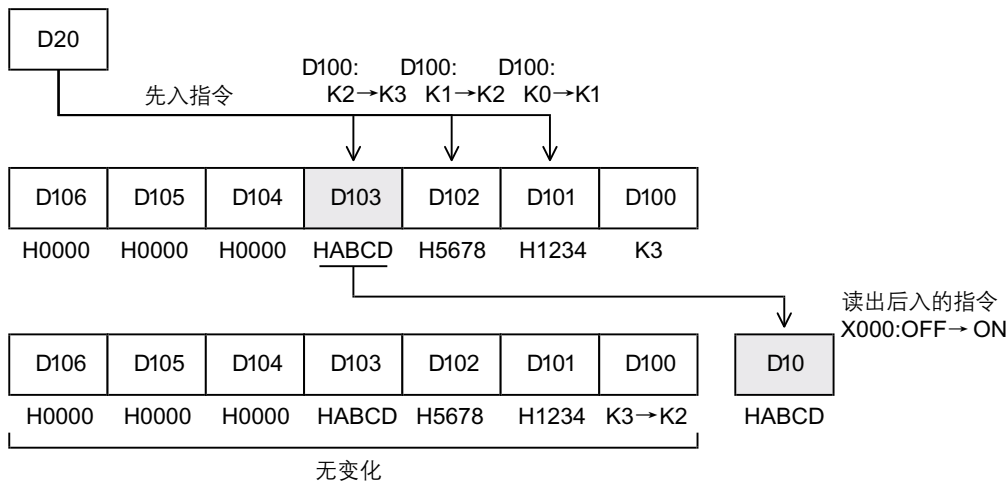 D20
D100: D100: D100:
先入指令 K2→K3 K1→K2 K0→K1
D106 D105 D104 D103 D102 D101 D100
H0000 H0000 H0000 HABCD H5678 H1234 K3
读出后入的指令
X000:OFF→ON
D106 D105 D104 D103 D102 D101 D100 D10
H0000 H0000 H0000 HABCD H5678 H1234 K3→K2 HABCD
无变化